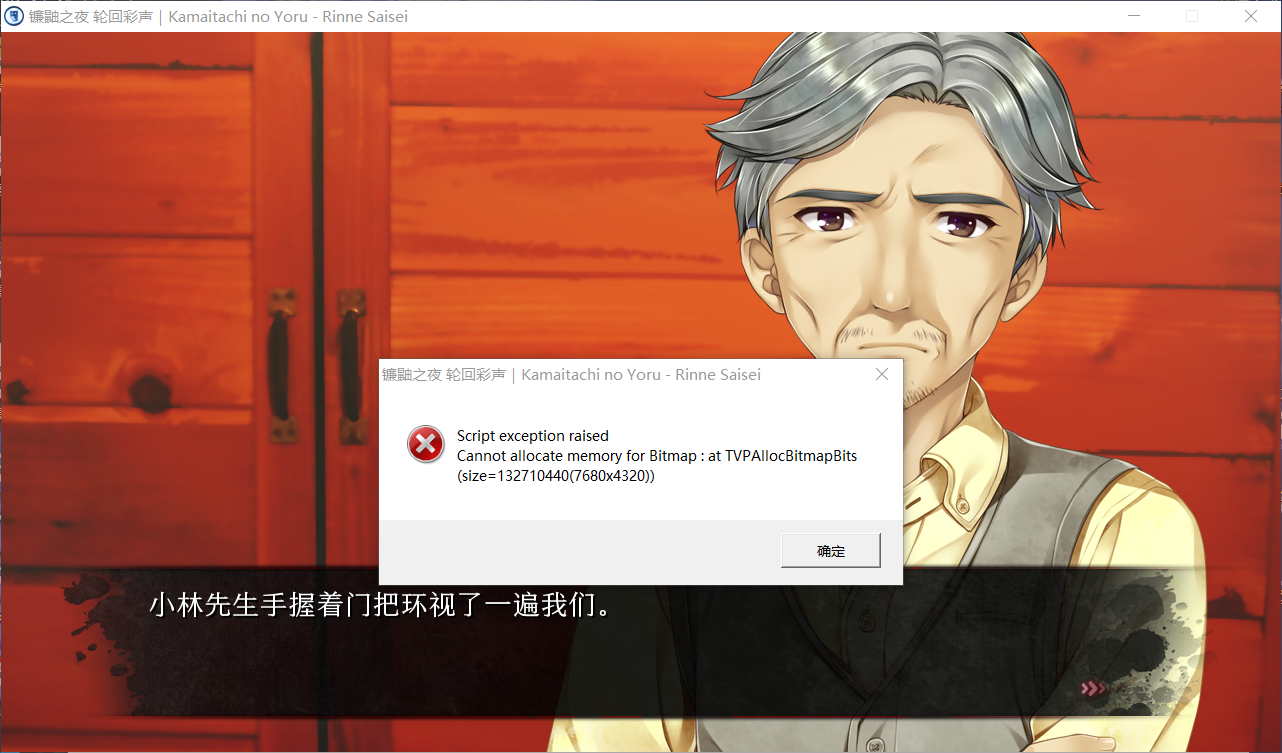 镰鼬之夜 轮回彩声 | Kamaitachi no Yoru - Rinne Saisei
镰鼬之夜 轮回彩声 | Kamaitachi no Yoru - Rinne Saisei
Script exception raised
Cannot allocate memory for Bitmap : at TVPAllocBitmapBits
(size=132710440(7680x4320))
确定
小林先生手握着门把环视了一遍我们。